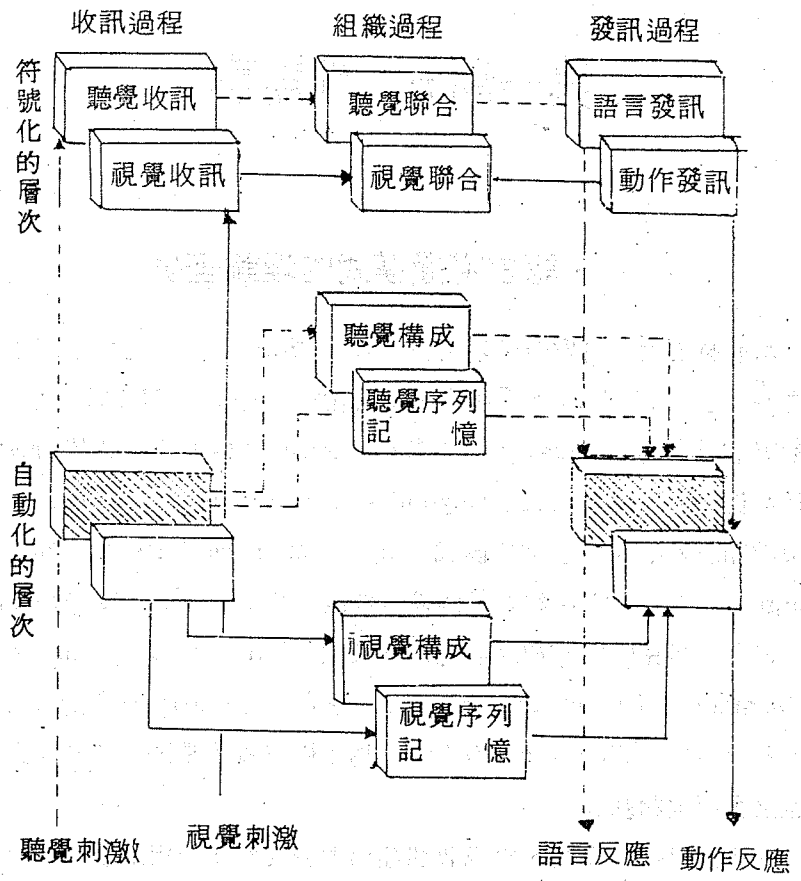 收訊過程
組織過程
發訊過程
符號化的層次
聽覺收訊
聽覺聯合
語言發訊
視覺收訊
視覺聯合
動作發訊
聽覺構成
聽覺序列
記憶
自動化的層次
視覺構成
視覺序列
記憶
聽覺刺激
視覺刺激
語言反應
動作反應